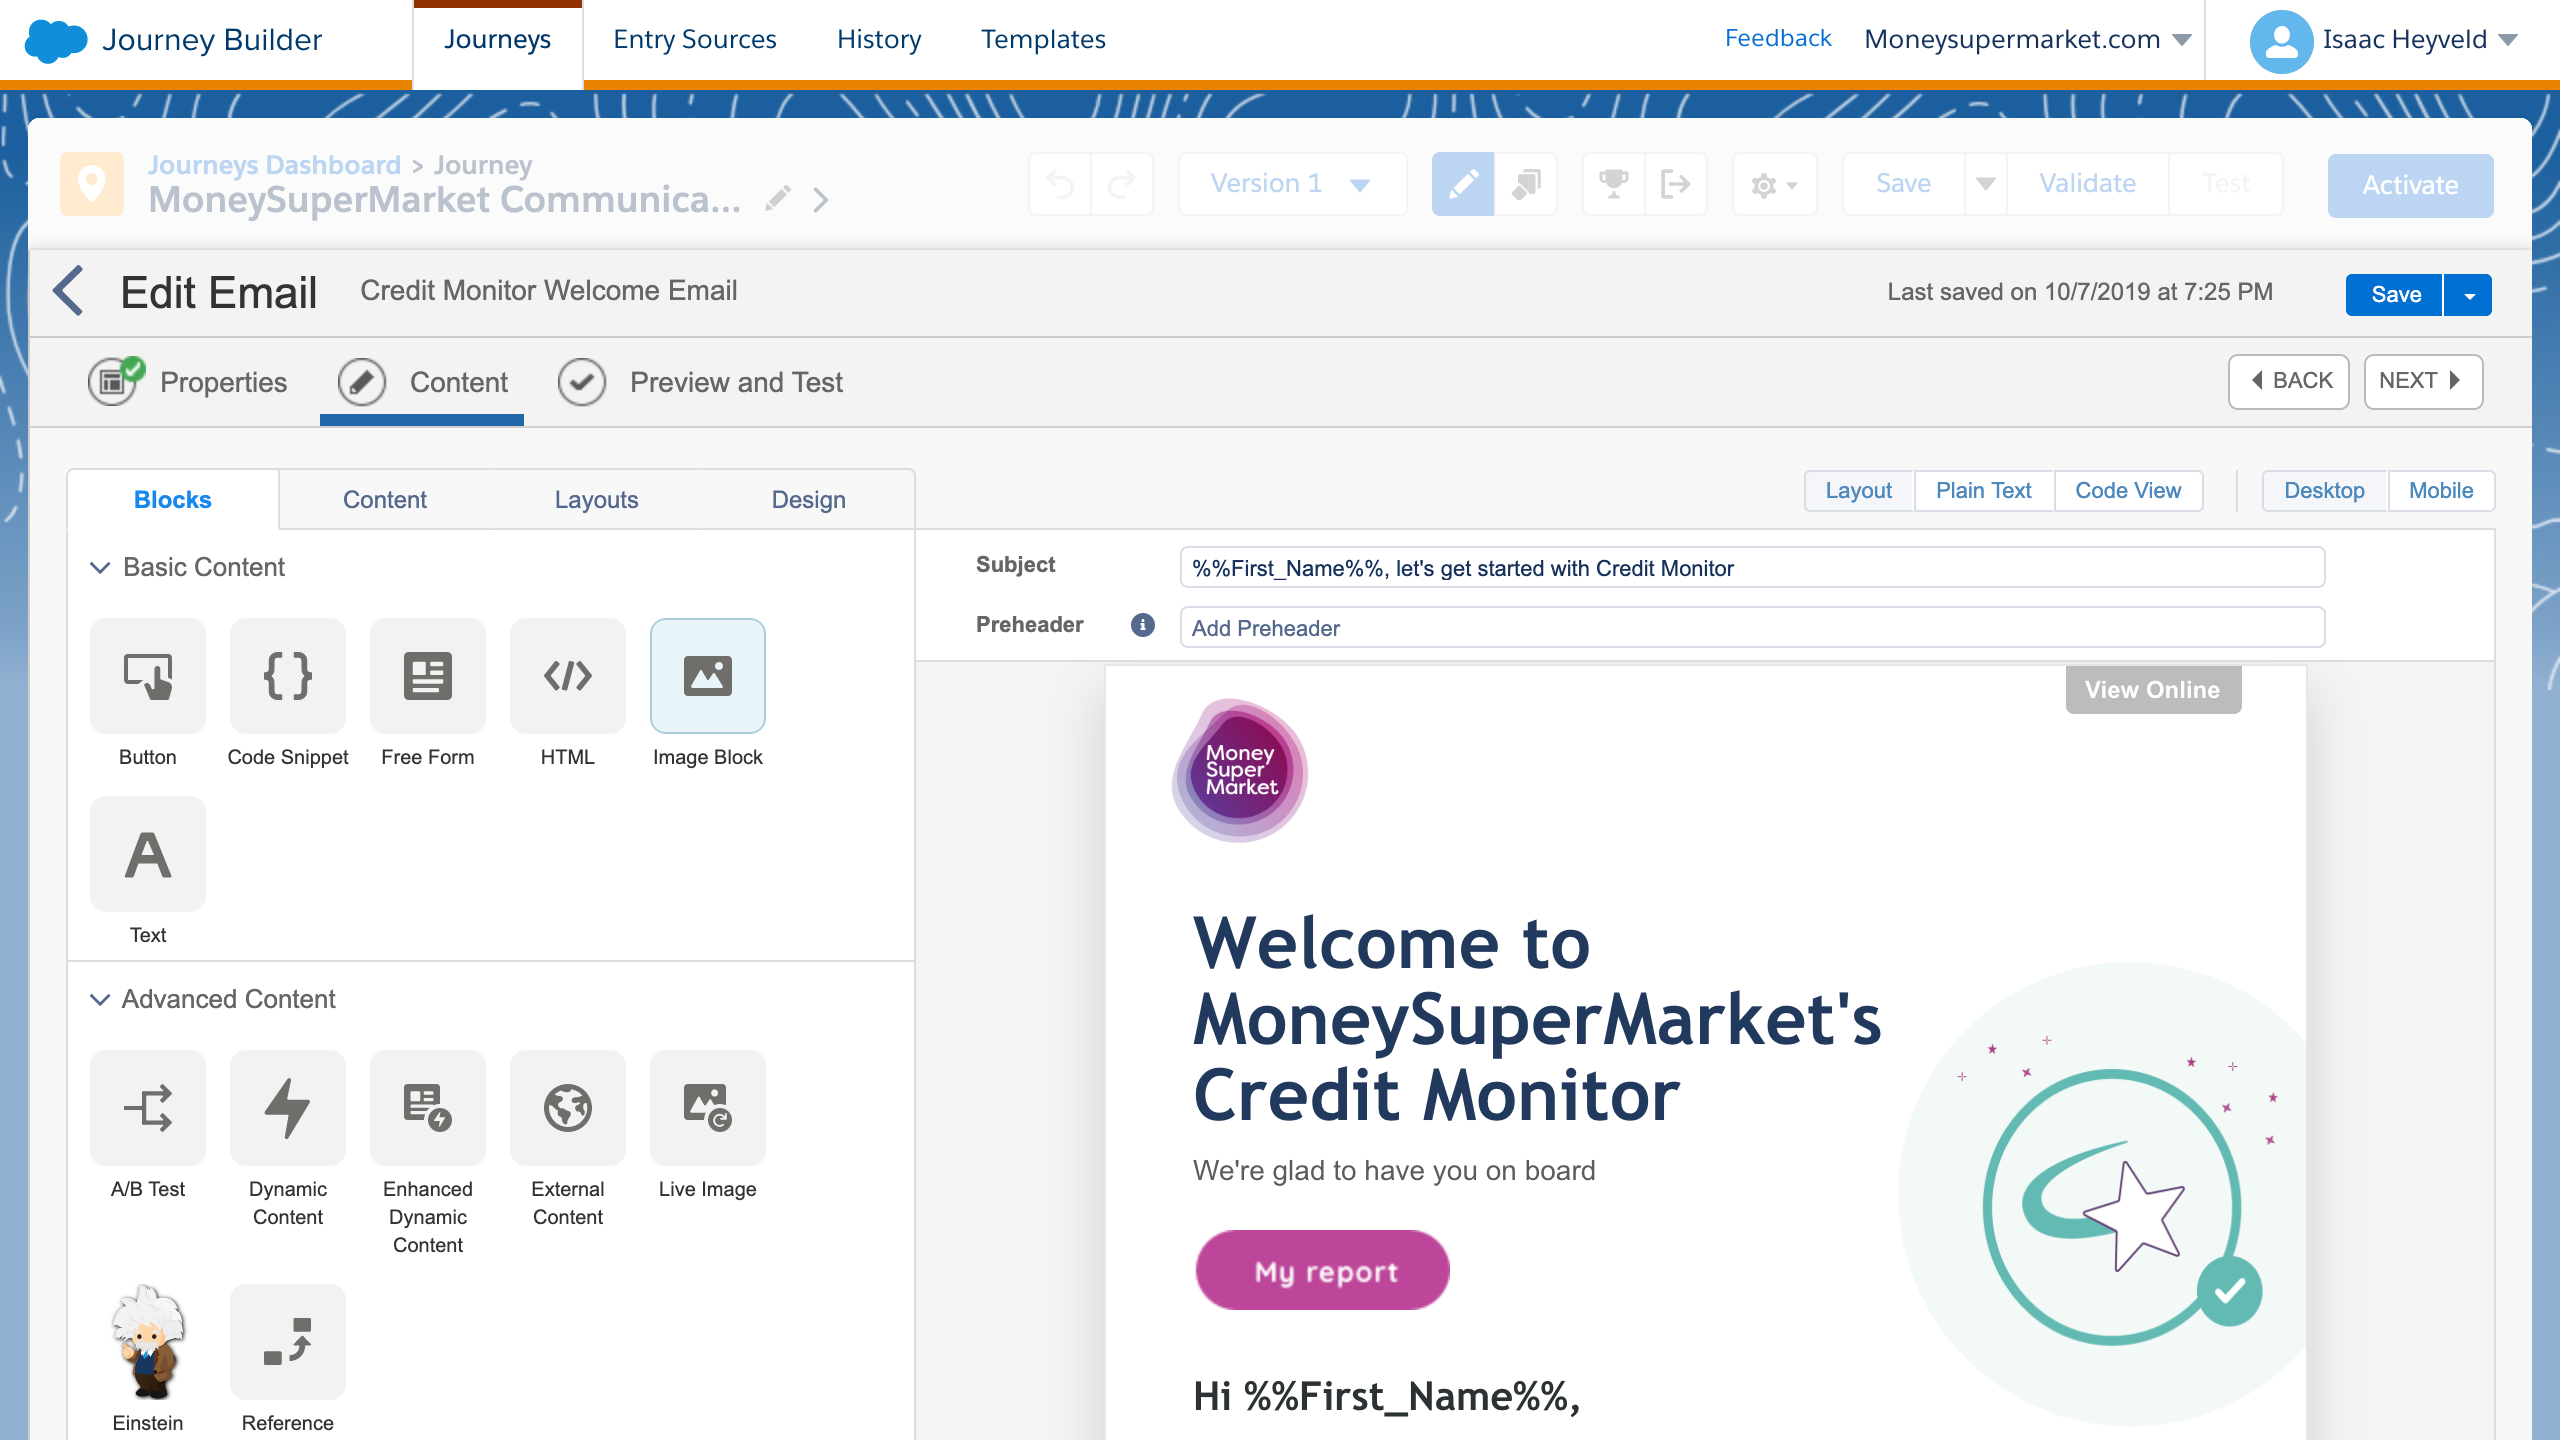 Journey Builder
Journeys
Entry Sources
History
Templates
Feedback
Moneysupermarket.com
Isaac Heyveld
Journeys Dashboard > Journey
MoneySuperMarket Communica...
Version 1
Save
Validate
Test
Activate
Edit Email
Credit Monitor Welcome Email
Last saved on 10/7/2019 at 7:25 PM
Save
Properties
Content
Preview and Test
BACK
NEXT
Blocks
Content
Layouts
Design
Layout
Plain Text
Code View
Desktop
Mobile
Basic Content
Button
Code Snippet
Free Form
HTML
Image Block
Text
Advanced Content
A/B Test
Dynamic
Content
Enhanced
Dynamic
Content
External
Content
Live Image
Einstein
Reference
Subject
%%First_Name%%, let's get started with Credit Monitor
Preheader
Add Preheader
View Online
Money
Super
Market
Welcome to
MoneySuperMarket's
Credit Monitor
We're glad to have you on board
My report
Hi %%First_Name%%,